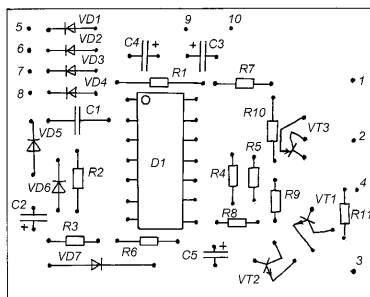 5 VD1 9 10
6 VD2 C4 + + C3
7 VD3
8 VD4 R1 R7 1
C1 R10 VT3
VD5 D1 2
VD6 R2 R4 R5
R9 4
C2 + R8 VT1 R11
R3 R6 C5 +
VD7 VT2 3